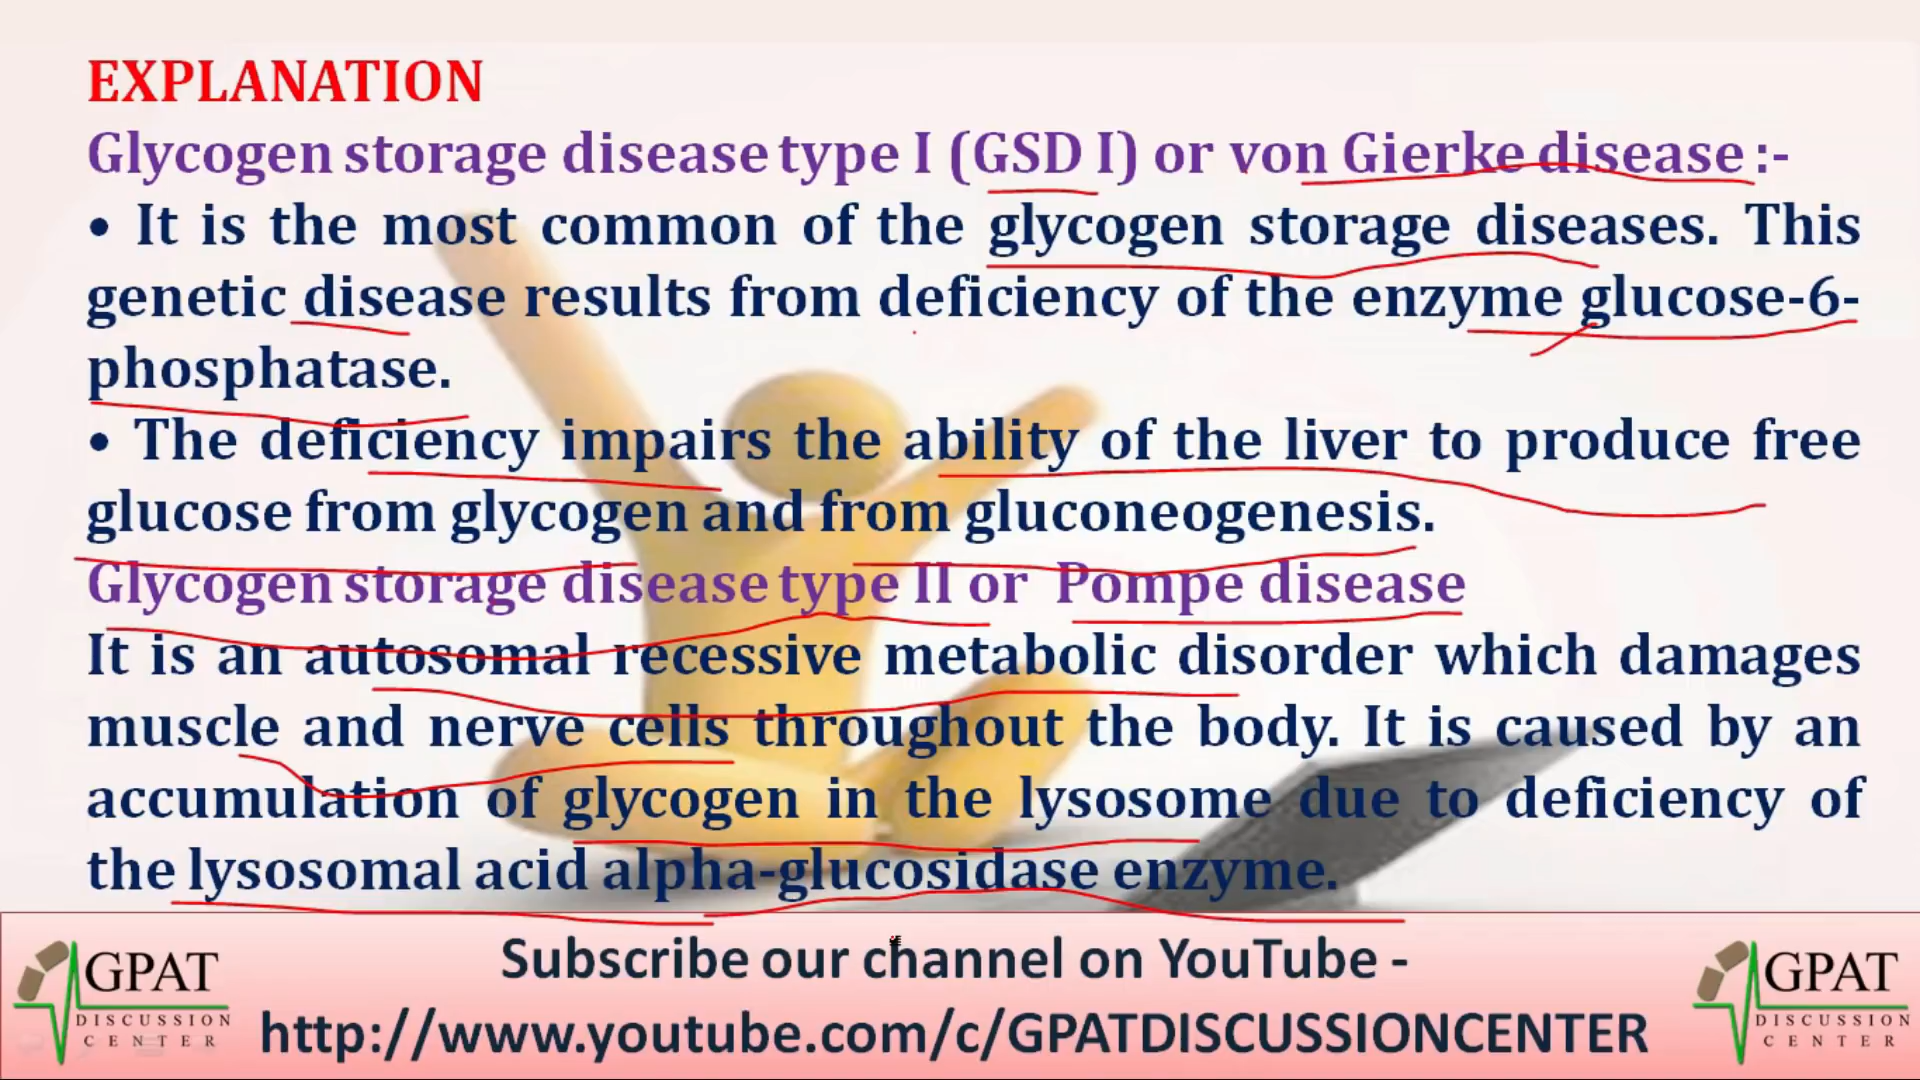 EXPLANATION
Glycogen storage disease type I (GSD I) or von Gierke disease :-
• It is the most common of the glycogen storage diseases. This
genetic disease results from deficiency of the enzyme glucose-6-
phosphatase.
• The deficiency impairs the ability of the liver to produce free
glucose from glycogen and from gluconeogenesis.
Glycogen storage disease type II or Pompe disease
It is an autosomal recessive metabolic disorder which damages
muscle and nerve cells throughout the body. It is caused by an
accumulation of glycogen in the lysosome due to deficiency of
the lysosomal acid alpha-glucosidase enzyme.
GPAT
DISCUSSION
CENTER
Subscribe our channel on YouTube -
http://www.youtube.com/c/GPATDISCUSSIONCENTER
GPAT
DISCUSSION
CENTER